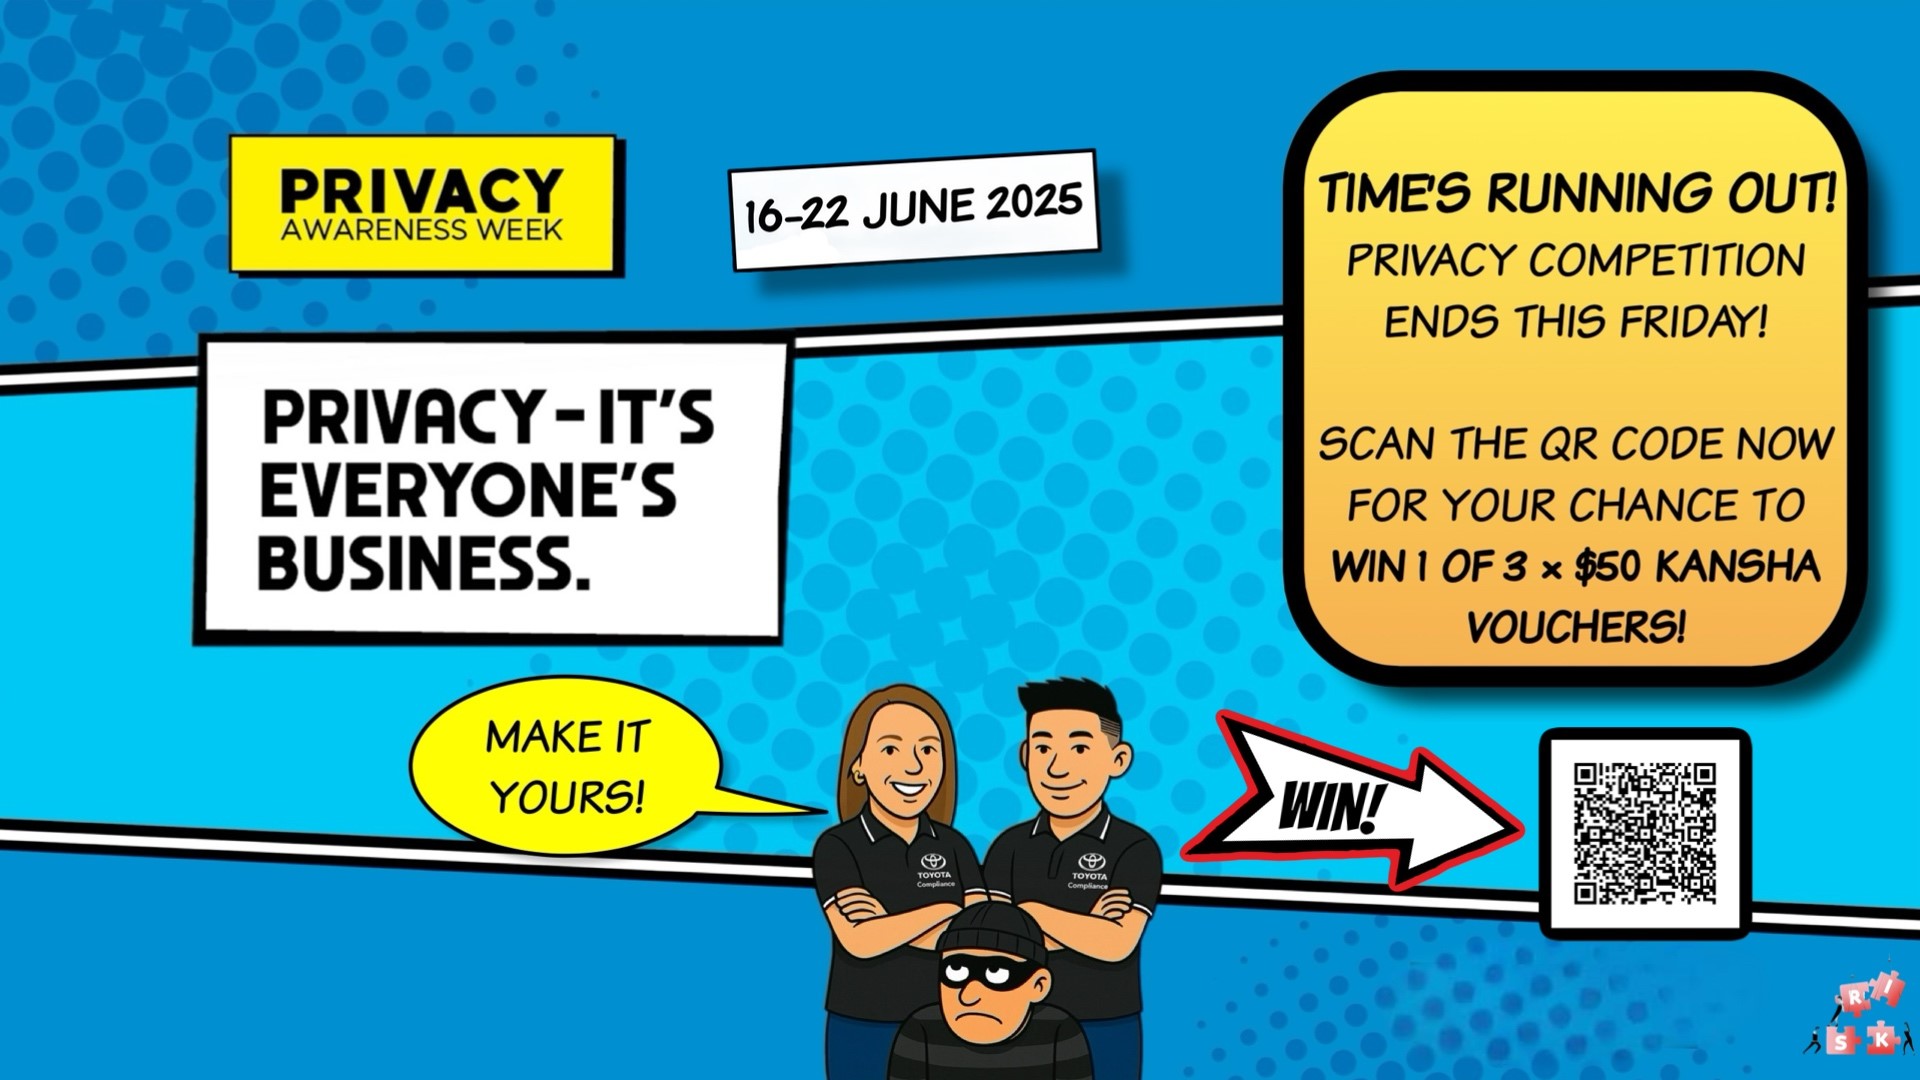 PRIVACY
AWARENESS WEEK
16-22 JUNE 2025
TIME'S RUNNING OUT!
PRIVACY COMPETITION
ENDS THIS FRIDAY!
SCAN THE QR CODE NOW
FOR YOUR CHANCE TO
WIN 1 OF 3 × $50 KANSHA
VOUCHERS!
PRIVACY-IT'S
EVERYONE'S
BUSINESS.
MAKE IT
YOURS!
WIN!
TOYOTA
Compliance
TOYOTA
Compliance
RI
SK